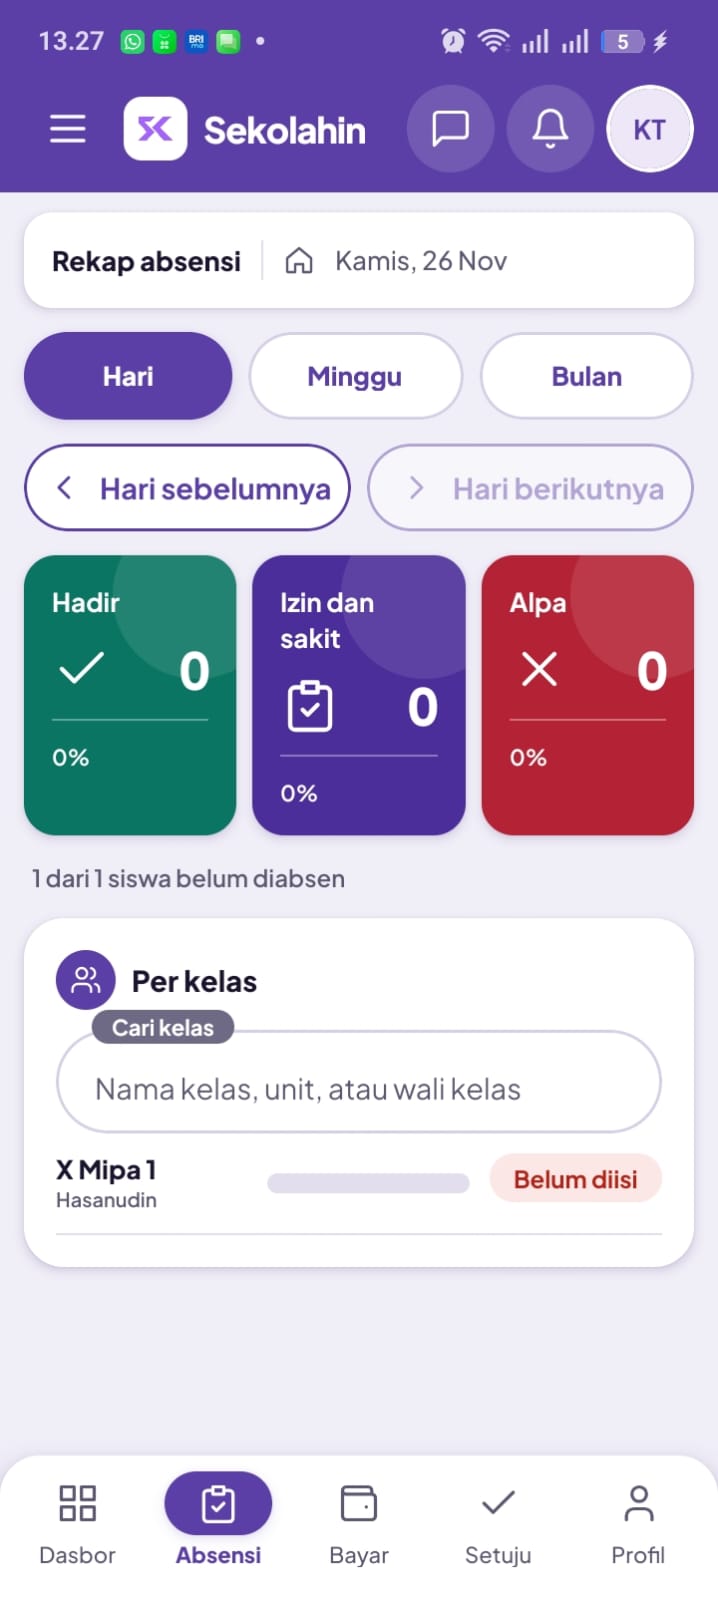 13.27
BRI
mo
5
Sekolahin
KT
Rekap absensi
Kamis, 26 Nov
Hari
Minggu
Bulan
Hari sebelumnya
Hari berikutnya
Hadir
0
0%
Izin dan
sakit
0
0%
Alpa
0
0%
1 dari 1 siswa belum diabsen
Per kelas
Cari kelas
Nama kelas, unit, atau wali kelas
X Mipa 1
Hasanudin
Belum diisi
Dasbor
Absensi
Bayar
Setuju
Profil